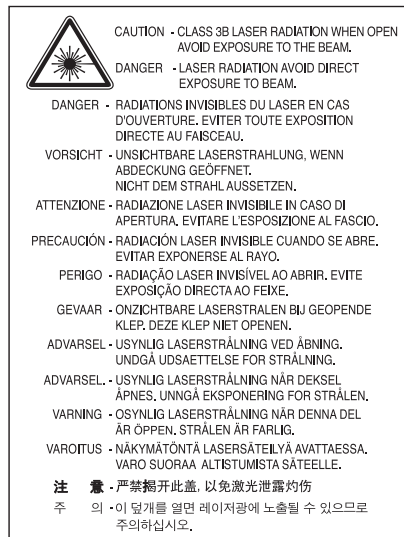 CAUTION - CLASS 3B LASER RADIATION WHEN OPEN
AVOID EXPOSURE TO THE BEAM.
DANGER - LASER RADIATION AVOID DIRECT
EXPOSURE TO BEAM.
DANGER - RADIATIONS INVISIBLES DU LASER EN CAS
D'OUVERTURE. EVITER TOUTE EXPOSITION
DIRECTE AU FAISCEAU.
VORSICHT - UNSICHTBARE LASERSTRAHLUNG, WENN
ABDECKUNG GEÖFFNET.
NICHT DEM STRAHL AUSSETZEN.
ATTENZIONE - RADIAZIONE LASER INVISIBILE IN CASO DI
APERTURA. EVITARE L'ESPOSIZIONE AL FASCIO.
PRECAUCIÓN - RADIACIÓN LASER INVISIBLE CUANDO SE ABRE.
EVITAR EXPONERSE AL RAYO.
PERIGO - RADIAÇÃO LASER INVISÍVEL AO ABRIR. EVITE
EXPOSIÇÃO DIRECTA AO FEIXE.
GEVAAR - ONZICHTBARE LASERSTRALEN BIJ GEOPENDE
KLEP. DEZE KLEP NIET OPENEN.
ADVARSEL - USYNLIG LASERSTRÅLNING VED ÅBNING.
UNDGÅ UDSAETTELSE FOR STRÅLNING.
ADVARSEL. - USYNLIG LASERSTRÅLNING NÅR DEKSEL
ÅPNES. UNNGÅ EKSPONERING FOR STRÅLEN.
VARNING - OSYNLIG LASERSTRÅLNING NÄR DENNA DEL
ÄR ÖPPEN. STRÅLEN ÄR FARLIG.
VAROITUS - NÄKYMÄTÖNTÄ LASERSÄTEILYÄ AVATTAESSA.
VARO SUORAA ALTISTUMISTA SÄTEELLE.
注 意 - 严禁揭开此盖, 以免激光泄露灼伤
주 의 - 이 덮개를 열면 레이저광에 노출될 수 있으므로
주의하십시오.